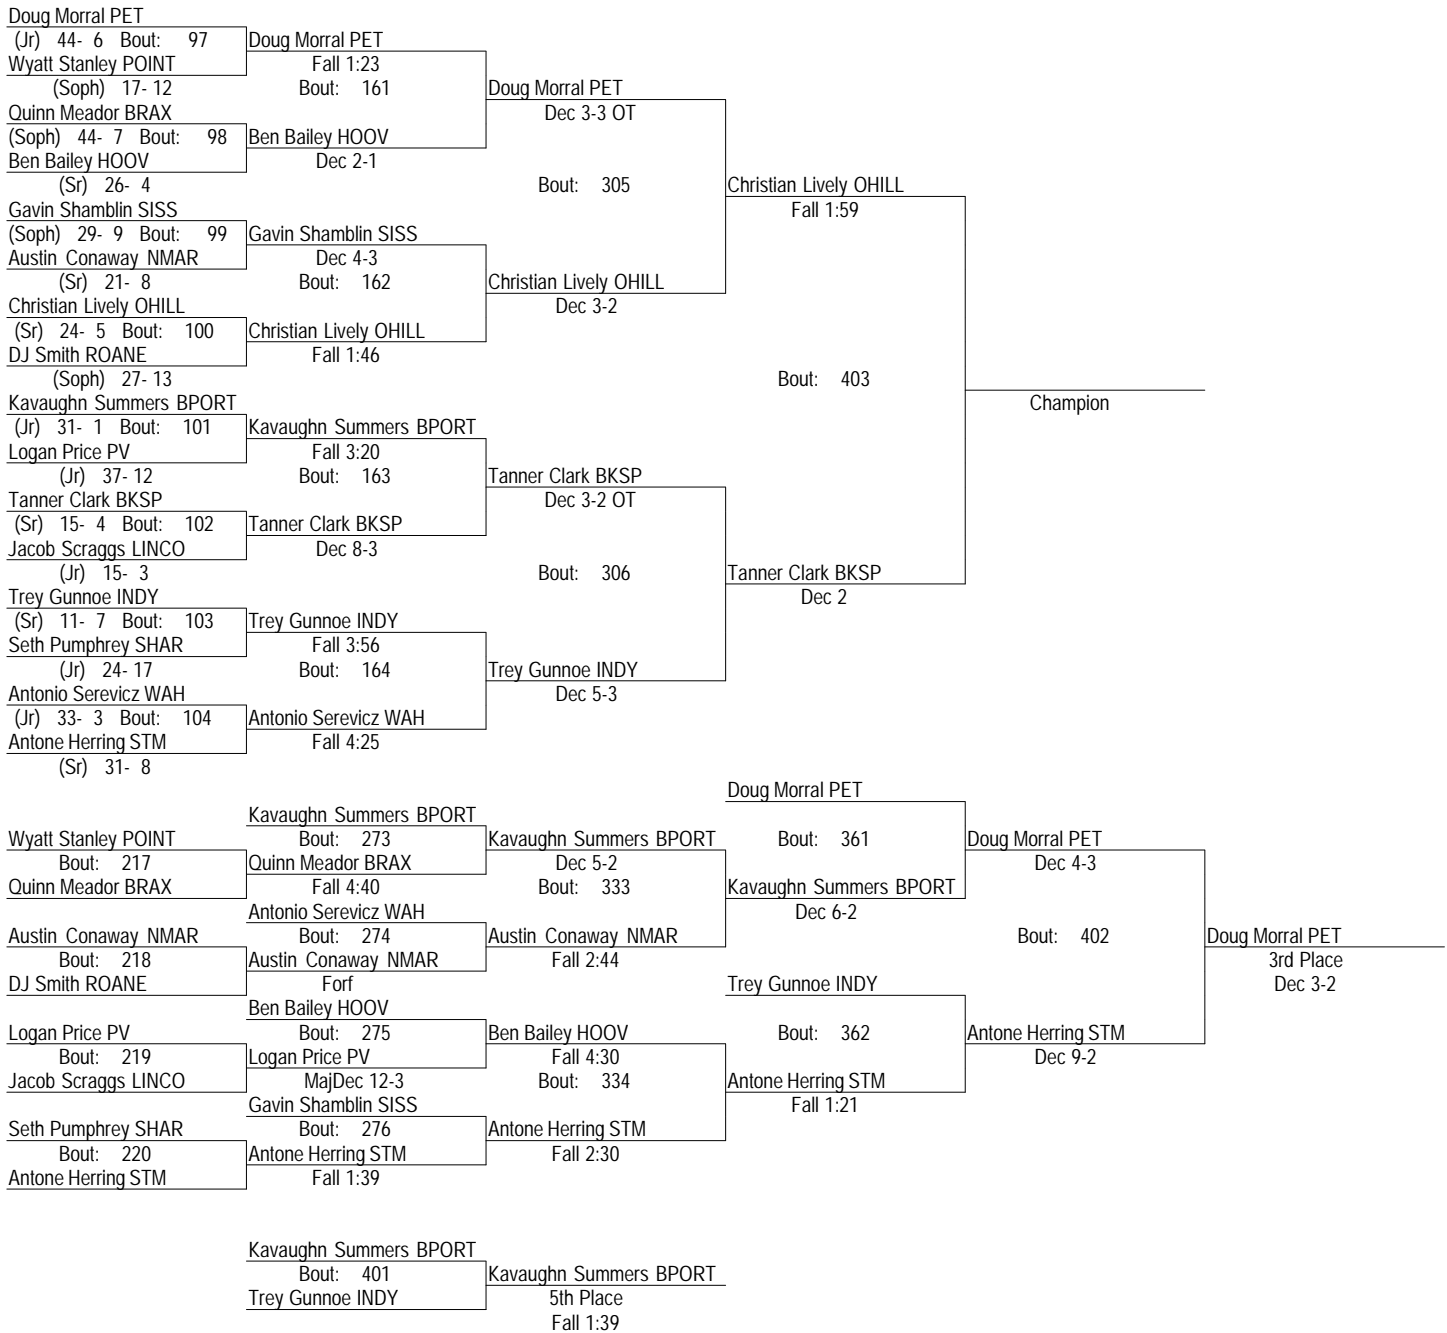 Doug Morral PET
(Jr) 44- 6 Bout: 97 Doug Morral PET
Wyatt Stanley POINT Fall 1:23
(Soph) 17- 12 Bout: 161 Doug Morral PET
Quinn Meador BRAX Dec 3-3 OT
(Soph) 44- 7 Bout: 98 Ben Bailey HOOV
Ben Bailey HOOV Dec 2-1
(Sr) 26- 4 Bout: 305 Christian Lively OHILL
Gavin Shamblin SISS Fall 1:59
(Soph) 29- 9 Bout: 99 Gavin Shamblin SISS
Austin Conaway NMAR Dec 4-3
(Sr) 21- 8 Bout: 162 Christian Lively OHILL
Christian Lively OHILL Dec 3-2
(Sr) 24- 5 Bout: 100 Christian Lively OHILL
DJ Smith ROANE Fall 1:46
(Soph) 27- 13 Bout: 403
Kavaughn Summers BPORT Champion
(Jr) 31- 1 Bout: 101 Kavaughn Summers BPORT
Logan Price PV Fall 3:20
(Jr) 37- 12 Bout: 163 Tanner Clark BKSP
Tanner Clark BKSP Dec 3-2 OT
(Sr) 15- 4 Bout: 102 Tanner Clark BKSP
Jacob Scraggs LINCO Dec 8-3
(Jr) 15- 3 Bout: 306 Tanner Clark BKSP
Trey Gunnoe INDY Dec 2
(Sr) 11- 7 Bout: 103 Trey Gunnoe INDY
Seth Pumphrey SHAR Fall 3:56
(Jr) 24- 17 Bout: 164 Trey Gunnoe INDY
Antonio Serevicz WAH Dec 5-3
(Jr) 33- 3 Bout: 104 Antonio Serevicz WAH
Antone Herring STM Fall 4:25
(Sr) 31- 8
Doug Morral PET
Kavaughn Summers BPORT
Wyatt Stanley POINT Bout: 273 Kavaughn Summers BPORT Bout: 361 Doug Morral PET
Bout: 217 Quinn Meador BRAX Dec 5-2 Dec 4-3
Quinn Meador BRAX Fall 4:40 Bout: 333 Kavaughn Summers BPORT
Antonio Serevicz WAH Dec 6-2
Austin Conaway NMAR Bout: 274 Austin Conaway NMAR Bout: 402 Doug Morral PET
Bout: 218 Austin Conaway NMAR Fall 2:44 3rd Place
DJ Smith ROANE Forf Trey Gunnoe INDY Dec 3-2
Ben Bailey HOOV
Logan Price PV Bout: 275 Ben Bailey HOOV Bout: 362 Antone Herring STM
Bout: 219 Logan Price PV Fall 4:30 Dec 9-2
Jacob Scraggs LINCO MajDec 12-3 Bout: 334 Antone Herring STM
Gavin Shamblin SISS Fall 1:21
Seth Pumphrey SHAR Bout: 276 Antone Herring STM
Bout: 220 Antone Herring STM Fall 2:30
Antone Herring STM Fall 1:39
Kavaughn Summers BPORT
Bout: 401 Kavaughn Summers BPORT
Trey Gunnoe INDY 5th Place
Fall 1:39